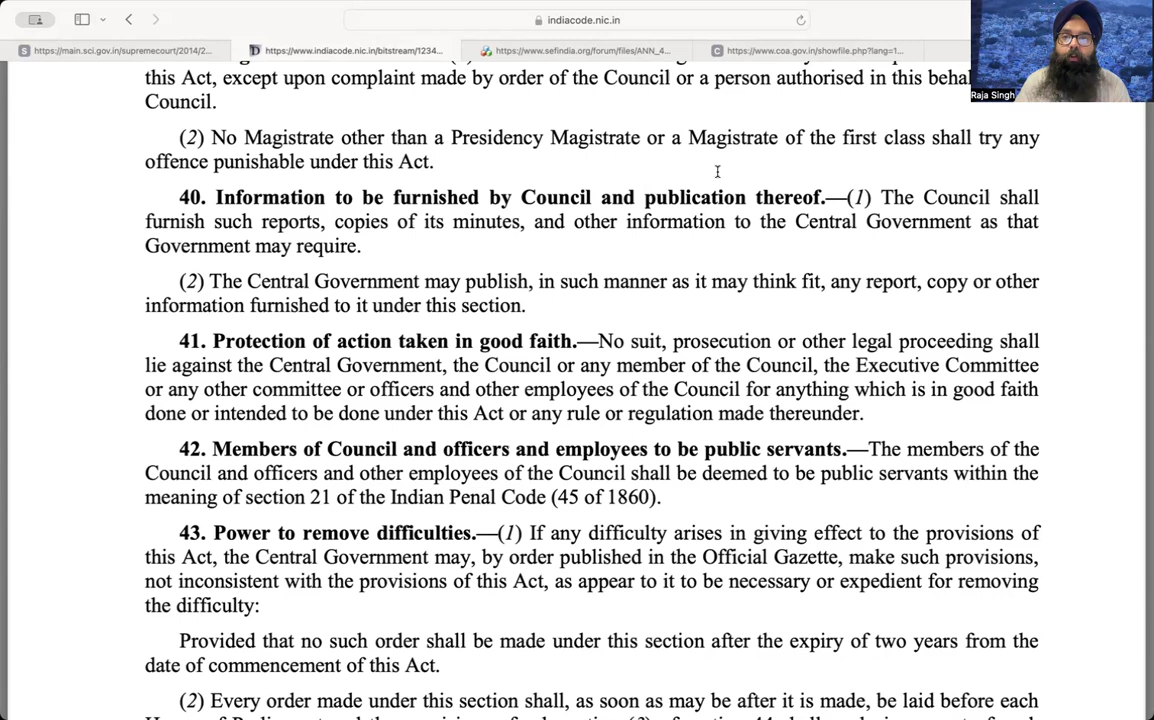 indiacode.nic.in
https://main.sci.gov.in/supremecourt/2014/2...
https://www.indiacode.nic.in/bitstream/1234...
https://www.sefindia.org/forum/files/ANN_4...
https://www.coa.gov.in/showfile.php?lang=1...
Raja Singh
this Act, except upon complaint made by order of the Council or a person authorised in this beha
Council.
(2) No Magistrate other than a Presidency Magistrate or a Magistrate of the first class shall try any
offence punishable under this Act.
40. Information to be furnished by Council and publication thereof.—(1) The Council shall
furnish such reports, copies of its minutes, and other information to the Central Government as that
Government may require.
(2) The Central Government may publish, in such manner as it may think fit, any report, copy or other
information furnished to it under this section.
41. Protection of action taken in good faith.—No suit, prosecution or other legal proceeding shall
lie against the Central Government, the Council or any member of the Council, the Executive Committee
or any other committee or officers and other employees of the Council for anything which is in good faith
done or intended to be done under this Act or any rule or regulation made thereunder.
42. Members of Council and officers and employees to be public servants.—The members of the
Council and officers and other employees of the Council shall be deemed to be public servants within the
meaning of section 21 of the Indian Penal Code (45 of 1860).
43. Power to remove difficulties.—(1) If any difficulty arises in giving effect to the provisions of
this Act, the Central Government may, by order published in the Official Gazette, make such provisions,
not inconsistent with the provisions of this Act, as appear to it to be necessary or expedient for removing
the difficulty:
Provided that no such order shall be made under this section after the expiry of two years from the
date of commencement of this Act.
(2) Every order made under this section shall, as soon as may be after it is made, be laid before each